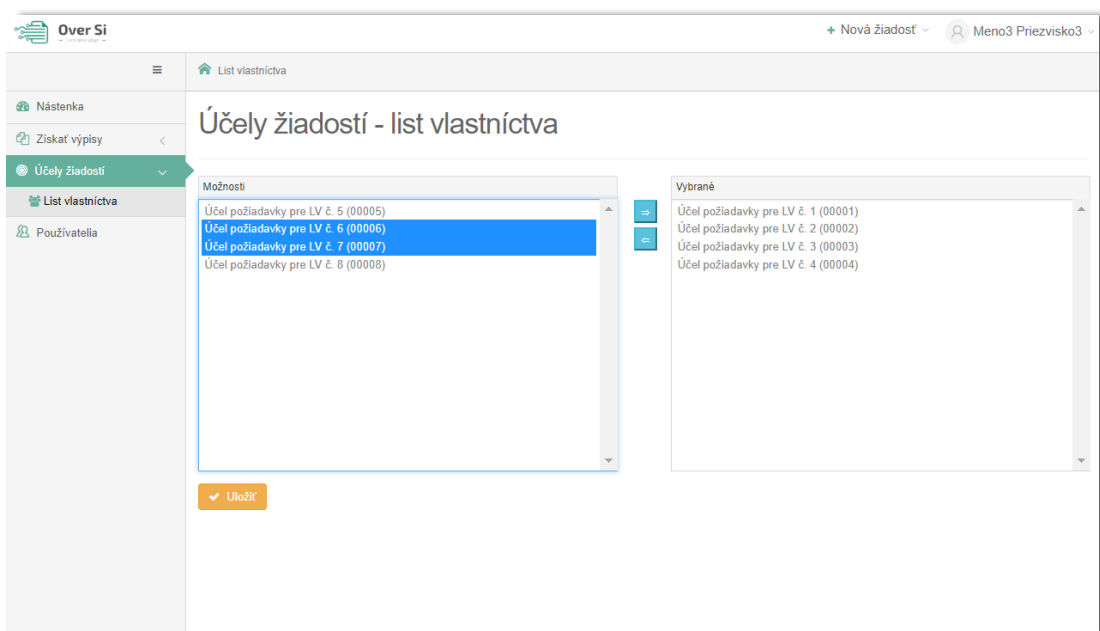 Over Si
+ Nová žiadosť
Meno3 Priezvisko3
List vlastníctva
Nástenka
Získať výpisy
Účely žiadostí
List vlastníctva
Používatelia
Účely žiadostí - list vlastníctva
Možnosti
Účel požiadavky pre LV č. 5 (00005)
Účel požiadavky pre LV č. 6 (00006)
Účel požiadavky pre LV č. 7 (00007)
Účel požiadavky pre LV č. 8 (00008)
Vybrané
Účel požiadavky pre LV č. 1 (00001)
Účel požiadavky pre LV č. 2 (00002)
Účel požiadavky pre LV č. 3 (00003)
Účel požiadavky pre LV č. 4 (00004)
Uložiť